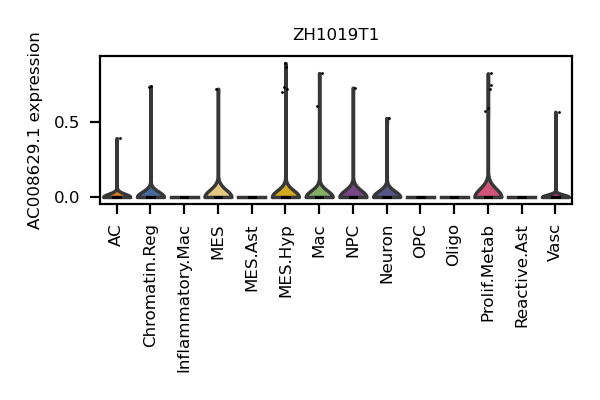 ZH1019T1
AC008629.1 expression
0.5
0.0
AC
Chromatin.Reg
Inflammatory.Mac
MES
MES.Ast
MES.Hyp
Mac
NPC
Neuron
OPC
Oligo
Prolif.Metab
Reactive.Ast
Vasc